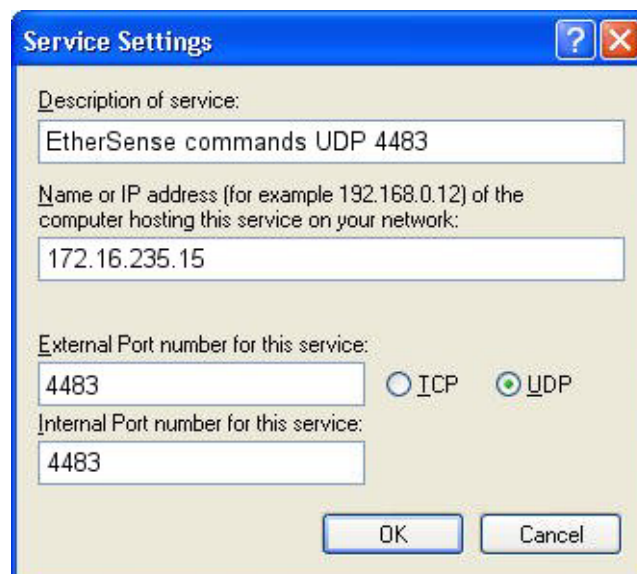 Service Settings
Description of service:
EtherSense commands UDP 4483
Name or IP address (for example 192.168.0.12) of the
computer hosting this service on your network:
172.16.235.15
External Port number for this service:
4483
TCP
UDP
Internal Port number for this service:
4483
OK
Cancel